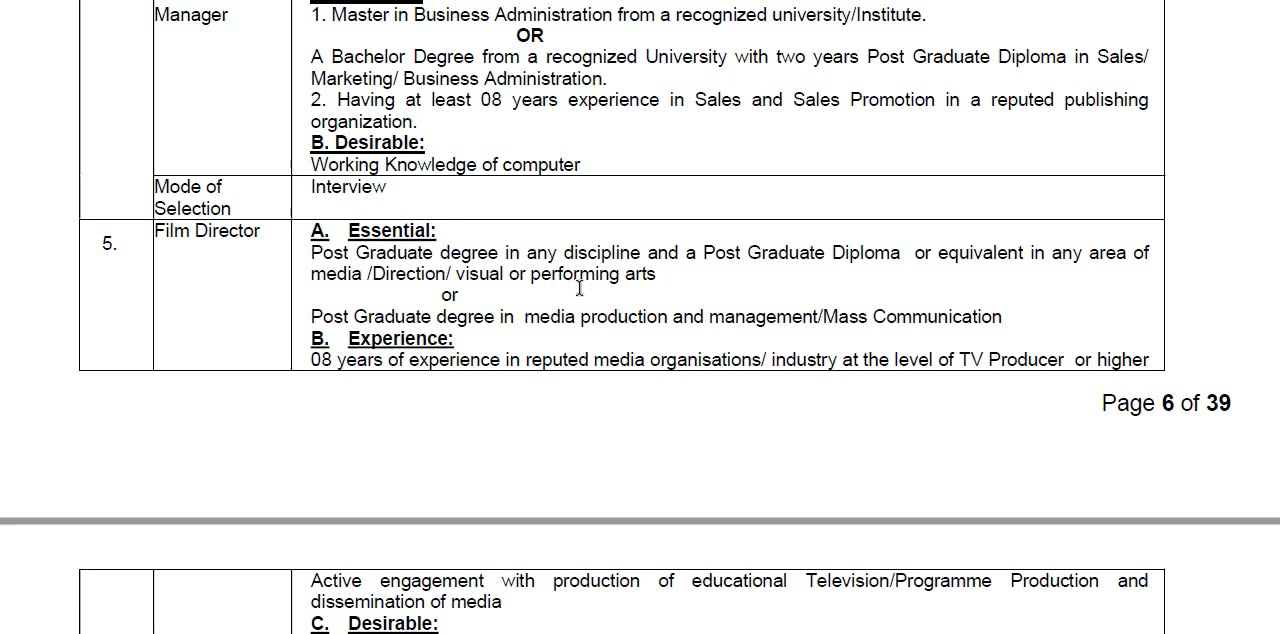 Manager
1. Master in Business Administration from a recognized university/Institute.
OR
A Bachelor Degree from a recognized University with two years Post Graduate Diploma in Sales/
Marketing/ Business Administration.
2. Having at least 08 years experience in Sales and Sales Promotion in a reputed publishing
organization.
B. Desirable:
Working Knowledge of computer
Mode of
Selection
Interview
5.
Film Director
A. Essential:
Post Graduate degree in any discipline and a Post Graduate Diploma or equivalent in any area of
media /Direction/ visual or performing arts
or
Post Graduate degree in media production and management/Mass Communication
B. Experience:
08 years of experience in reputed media organisations/ industry at the level of TV Producer or higher
Page 6 of 39
Active engagement with production of educational Television/Programme Production and
dissemination of media
C. Desirable: